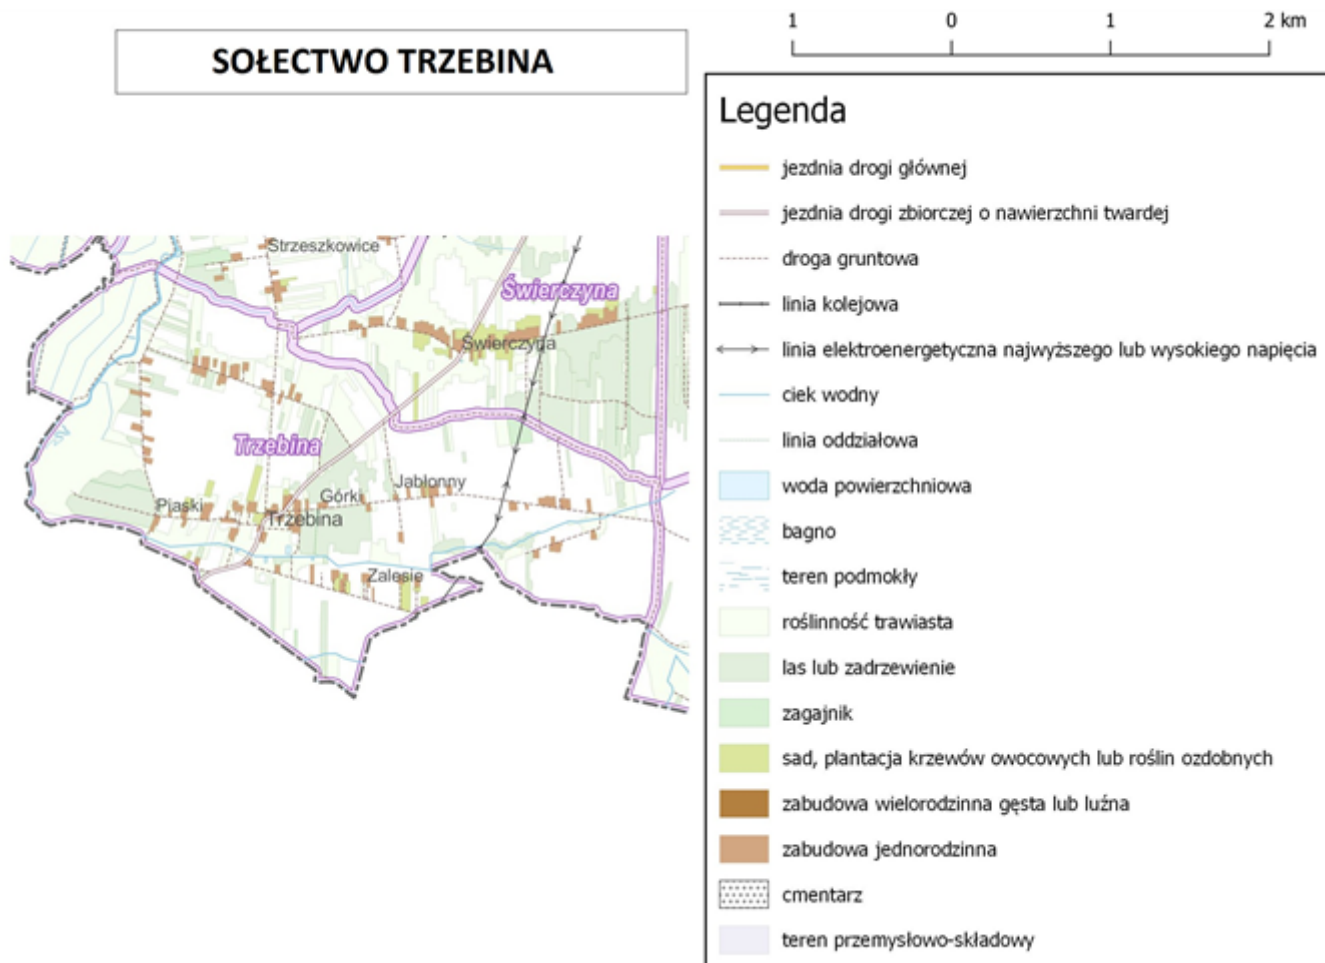 SOŁECTWO TRZEBINA
1 0 1 2 km
Legenda
jezdnia drogi głównej
jezdnia drogi zbiorczej o nawierzchni twardej
droga gruntowa
linia kolejowa
linia elektroenergetyczna najwyższego lub wysokiego napięcia
ciek wodny
linia oddziałowa
woda powierzchniowa
bagno
teren podmokły
roślinność trawiasta
las lub zadrzewienie
zagajnik
sad, plantacja krzewów owocowych lub roślin ozdobnych
zabudowa wielorodzinna gęsta lub luźna
zabudowa jednorodzinna
cmentarz
teren przemysłowo-składowy
Strzeszkowice
Świerczyna
Świerczyna
Trzebina
Jabłonny
Górki
Piaski
Trzebina
Zalesie